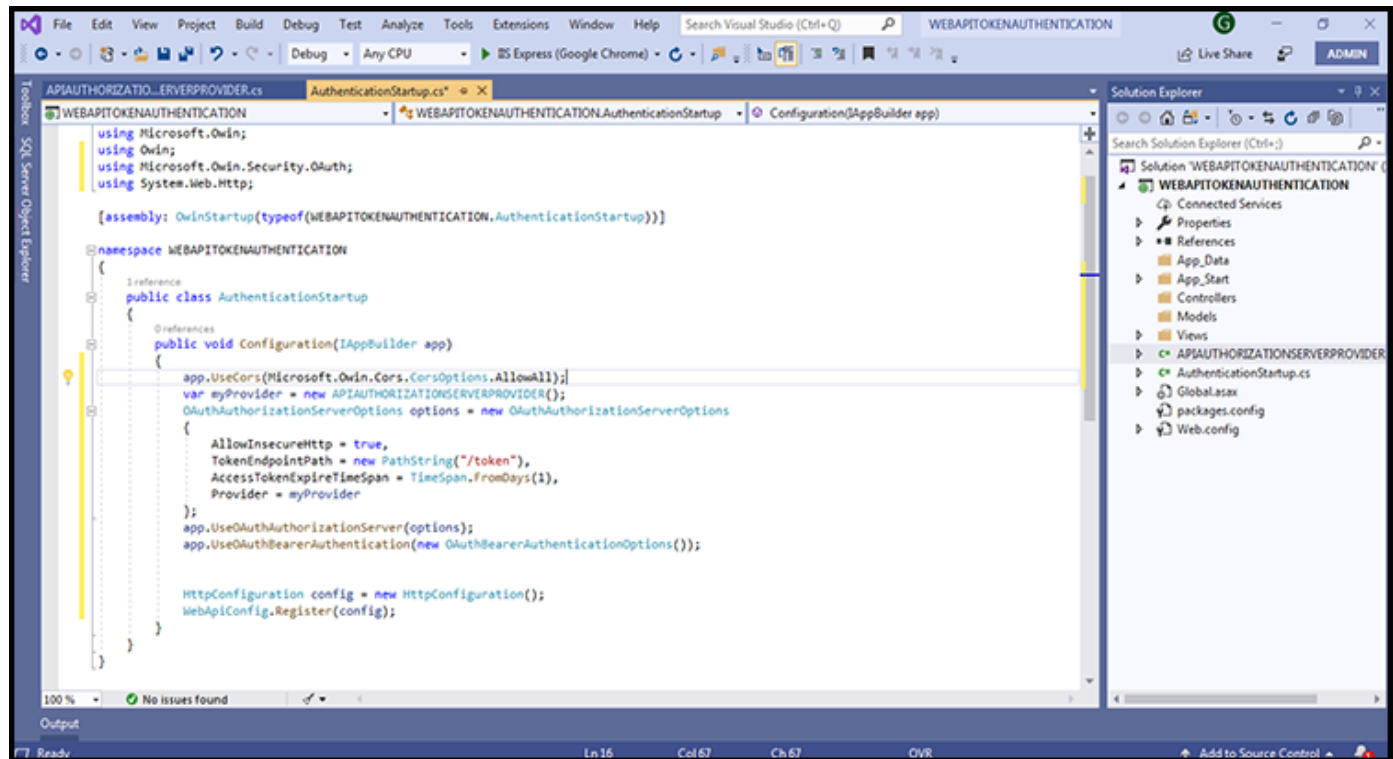 File Edit View Project Build Debug Test Analyze Tools Extensions Window Help Search Visual Studio (Ctrl+Q) WEBAPITOKENAUTHENTICATION G
Debug Any CPU IIS Express (Google Chrome) Live Share ADMIN
Toolbox
SQL Server Object Explorer
APIAUTHORIZATIO...ERVERPROVIDER.cs AuthenticationStartup.cs*
WEBAPITOKENAUTHENTICATION WEBAPITOKENAUTHENTICATION.AuthenticationStartup Configuration(IAppBuilder app)
using Microsoft.Owin;
using Owin;
using Microsoft.Owin.Security.OAuth;
using System.Web.Http;
[assembly: OwinStartup(typeof(WEBAPITOKENAUTHENTICATION.AuthenticationStartup))]
namespace WEBAPITOKENAUTHENTICATION
{
1 reference
public class AuthenticationStartup
{
0 references
public void Configuration(IAppBuilder app)
{
app.UseCors(Microsoft.Owin.Cors.CorsOptions.AllowAll);
var myProvider = new APIAUTHORIZATIONSERVERPROVIDER();
OAuthAuthorizationServerOptions options = new OAuthAuthorizationServerOptions
{
AllowInsecureHttp = true,
TokenEndpointPath = new PathString("/token"),
AccessTokenExpireTimeSpan = TimeSpan.FromDays(1),
Provider = myProvider
};
app.UseOAuthAuthorizationServer(options);
app.UseOAuthBearerAuthentication(new OAuthBearerAuthenticationOptions());
HttpConfiguration config = new HttpConfiguration();
WebApiConfig.Register(config);
}
}
}
100 % No issues found
Output
Solution Explorer
Search Solution Explorer (Ctrl+;)
Solution 'WEBAPITOKENAUTHENTICATION' (
WEBAPITOKENAUTHENTICATION
Connected Services
Properties
References
App_Data
App_Start
Controllers
Models
Views
C# APIAUTHORIZATIONSERVERPROVIDER
C# AuthenticationStartup.cs
Global.asax
packages.config
Web.config
Ready Ln 16 Col 67 Ch 67 OVR Add to Source Control